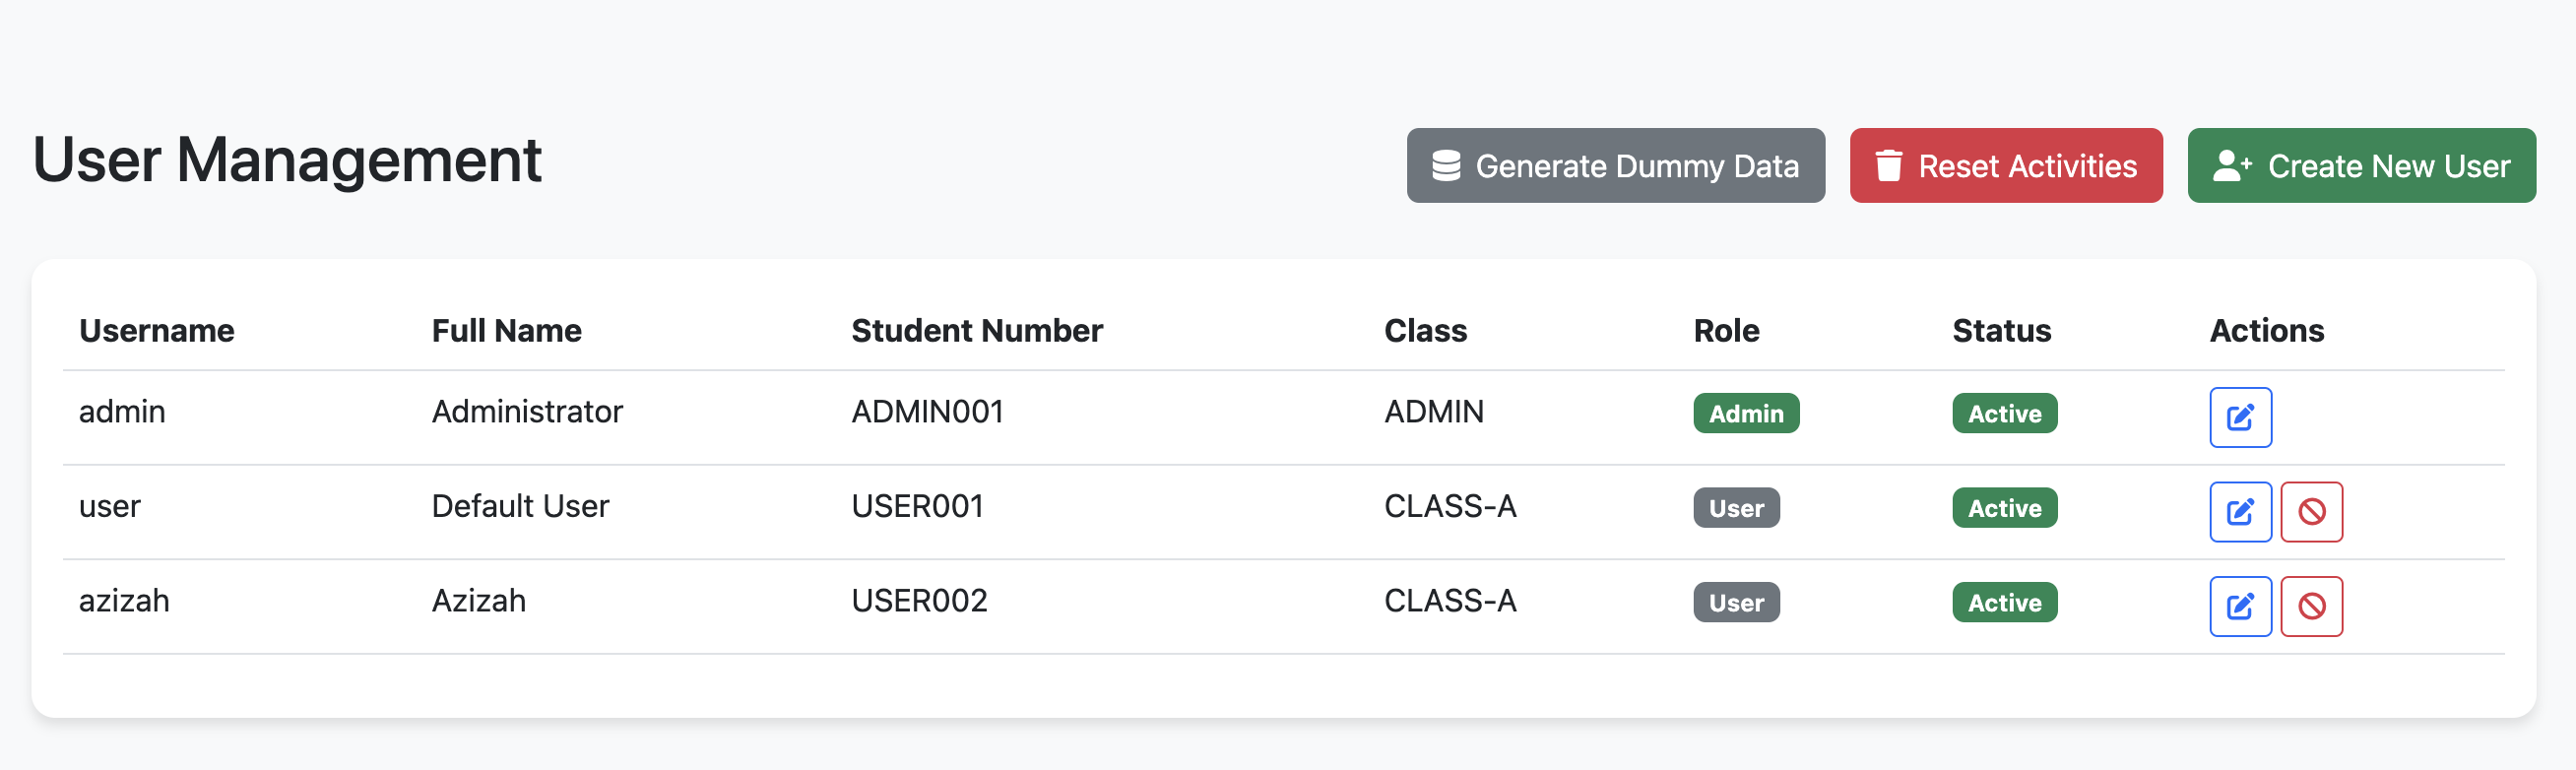 User Management
Generate Dummy Data
Reset Activities
Create New User
Username Full Name Student Number Class Role Status Actions
admin Administrator ADMIN001 ADMIN Admin Active
user Default User USER001 CLASS-A User Active
azizah Azizah USER002 CLASS-A User Active